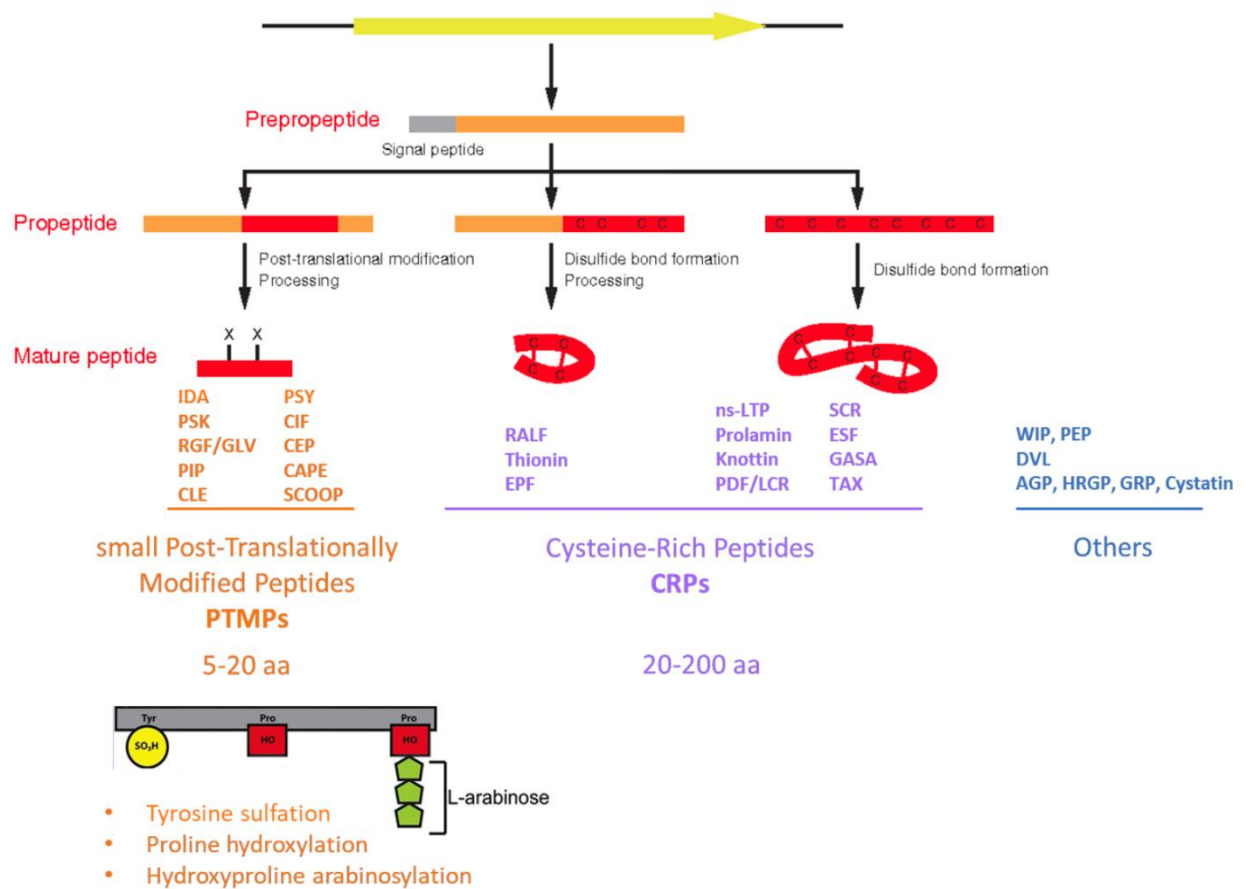 Prepropeptide
Signal peptide
Propeptide
C C C C
C C C C C C C C
Post-translational modification
Processing
Disulfide bond formation
Processing
Disulfide bond formation
Mature peptide
X X
C C
C C
C C C C
C C C C
IDA PSY
PSK CIF
RGF/GLV CEP
PIP CAPE
CLE SCOOP
RALF
Thionin
EPF
ns-LTP SCR
Prolamin ESF
Knottin GASA
PDF/LCR TAX
WIP, PEP
DVL
AGP, HRGP, GRP, Cystatin
small Post-Translationally
Modified Peptides
PTMPs
5-20 aa
Cysteine-Rich Peptides
CRPs
20-200 aa
Others
Tyr Pro Pro
SO₃H HO HO
L-arabinose
• Tyrosine sulfation
• Proline hydroxylation
• Hydroxyproline arabinosylation